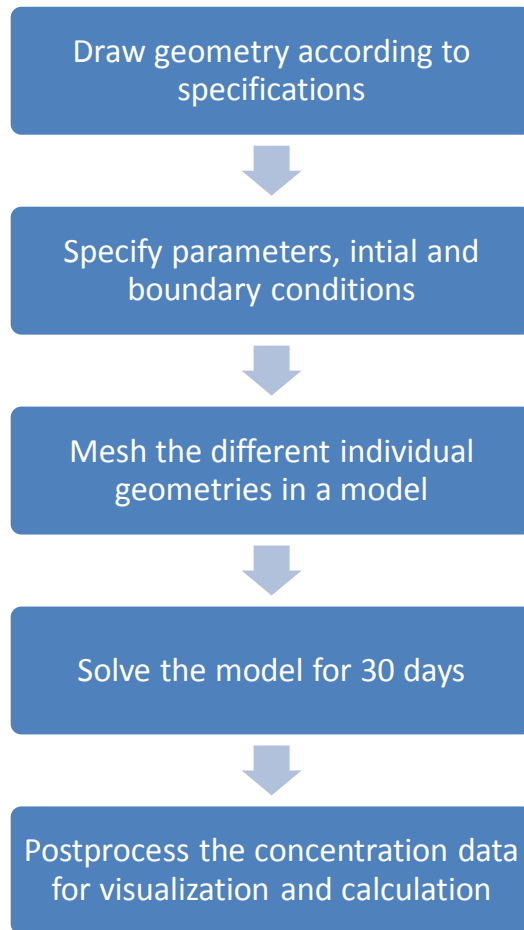 Draw geometry according to
specifications
Specify parameters, intial and
boundary conditions
Mesh the different individual
geometries in a model
Solve the model for 30 days
Postprocess the concentration data
for visualization and calculation